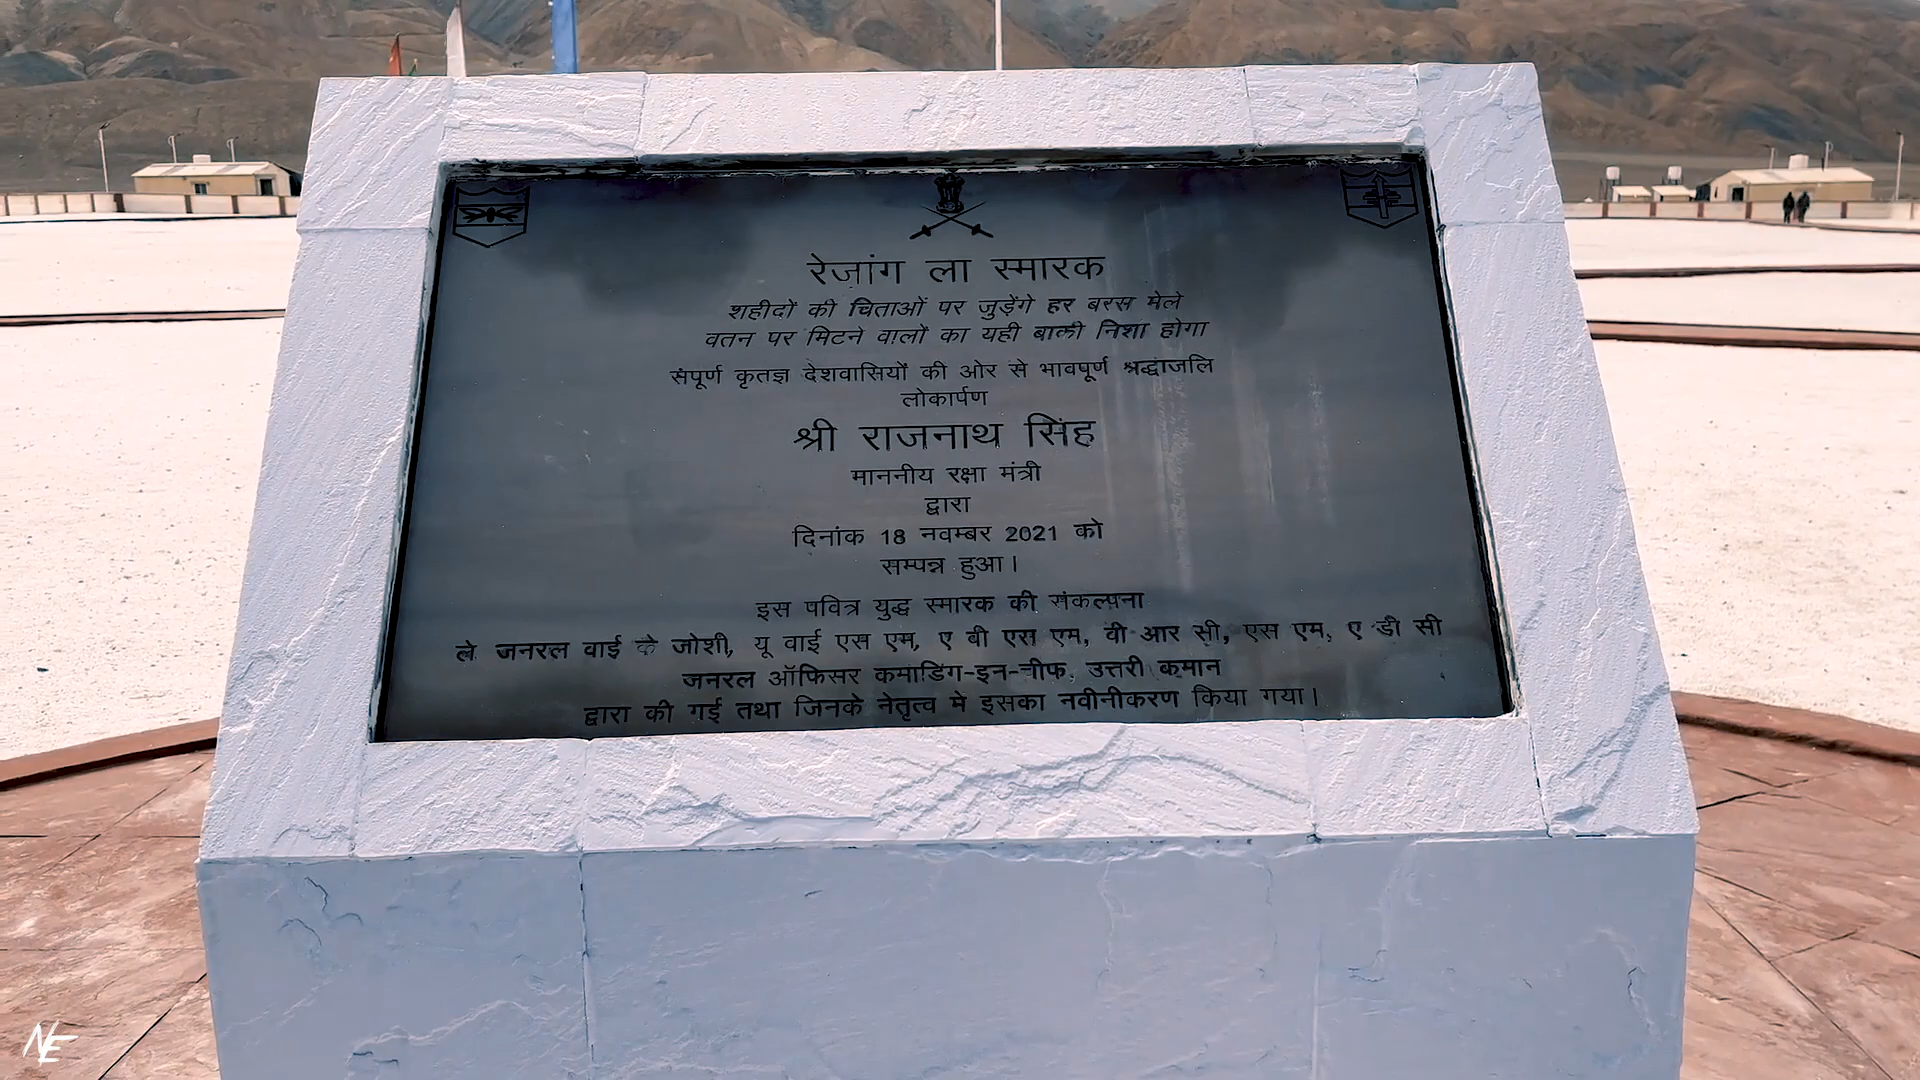 रेजांग ला स्मारक
शहीदों की चिताओं पर जुड़ेंगे हर बरस मेले
वतन पर मिटने वालों का यही बाकी निशा होगा
संपूर्ण कृतज्ञ देशवासियों की ओर से भावपूर्ण श्रद्धाजलि
लोकार्पण
श्री राजनाथ सिंह
माननीय रक्षा मंत्री
द्वारा
दिनांक 18 नवम्बर 2021 को
सम्पन्न हुआ।
इस पवित्र युद्ध स्मारक की संकल्पना
ले जनरल वाई के जोशी, यू वाई एस एम, ए वी एस एम, वी आर सी, एस एम, ए डी सी
जनरल ऑफिसर कमाडिंग-इन-चीफ, उत्तरी कमान
द्वारा की गई तथा जिनके नेतृत्व मे इसका नवीनीकरण किया गया।
NE